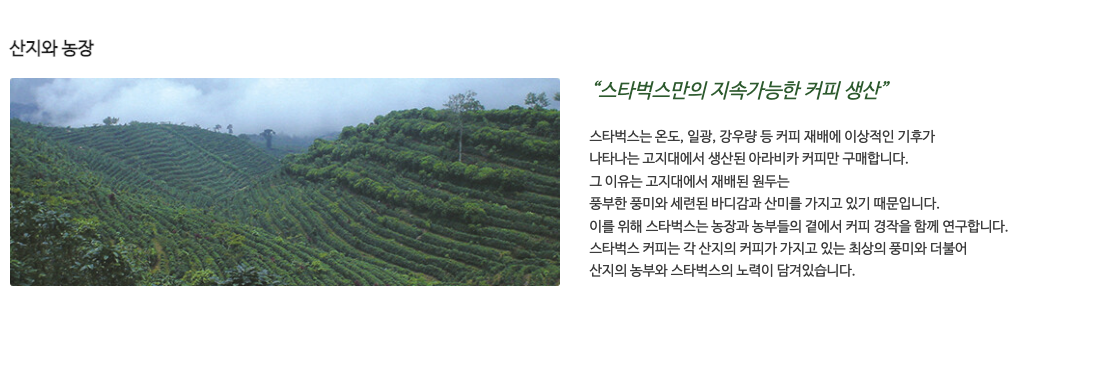 산지와 농장
“스타벅스만의 지속가능한 커피 생산”
스타벅스는 온도, 일광, 강우량 등 커피 재배에 이상적인 기후가
나타나는 고지대에서 생산된 아라비카 커피만 구매합니다.
그 이유는 고지대에서 재배된 원두는
풍부한 풍미와 세련된 바디감과 산미를 가지고 있기 때문입니다.
이를 위해 스타벅스는 농장과 농부들의 곁에서 커피 경작을 함께 연구합니다.
스타벅스 커피는 각 산지의 커피가 가지고 있는 최상의 풍미와 더불어
산지의 농부와 스타벅스의 노력이 담겨있습니다.